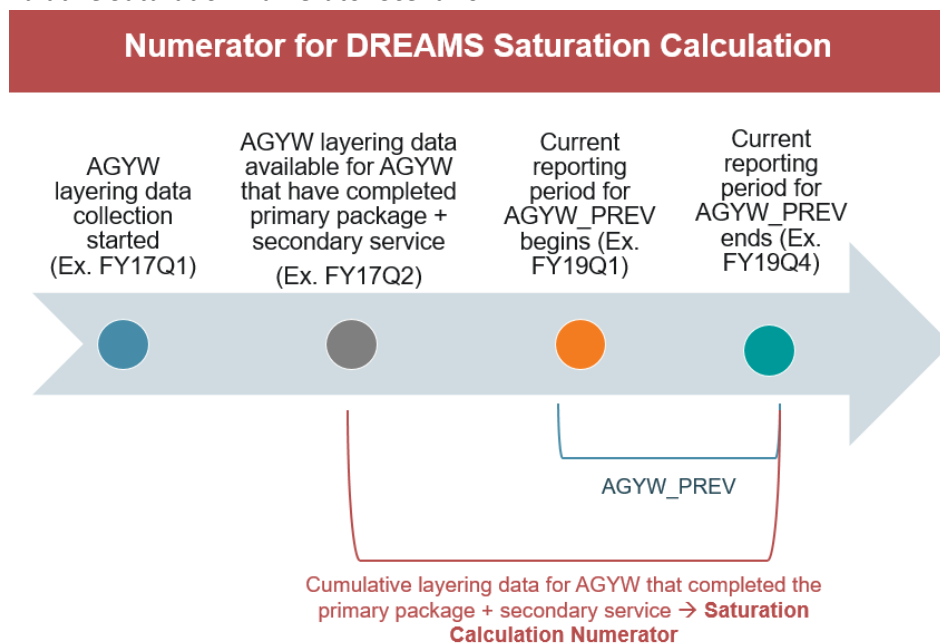 Numerator for DREAMS Saturation Calculation
AGYW
layering data
collection
started
(Ex. FY17Q1)
AGYW layering data
available for AGYW
that have completed
primary package +
secondary service
(Ex. FY17Q2)
Current
reporting
period for
AGYW_PREV
begins (Ex.
FY19Q1)
Current
reporting
period for
AGYW_PREV
ends (Ex.
FY19Q4)
AGYW_PREV
Cumulative layering data for AGYW that completed the
primary package + secondary service → Saturation
Calculation Numerator